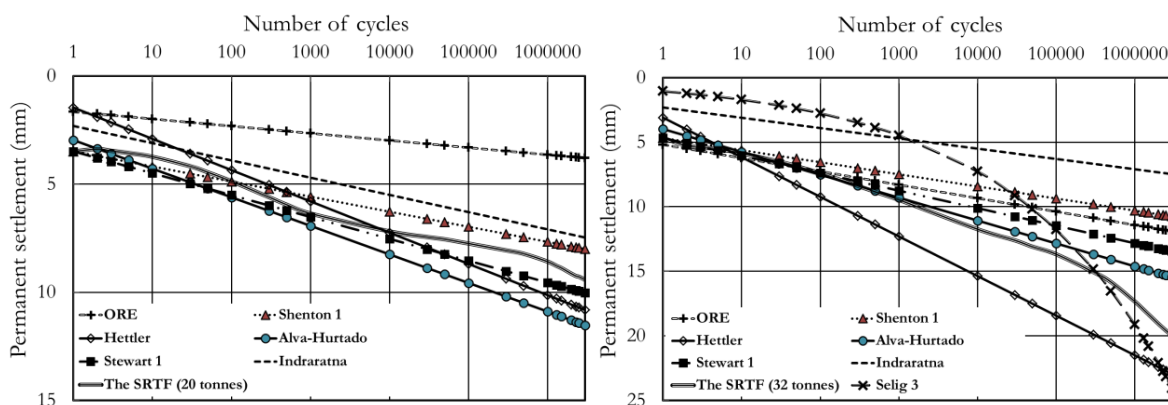 Number of cycles
1 10 100 1000 10000 100000 1000000
Permanent settlement (mm)
0
5
10
15
ORE Shenton 1
Hettler Alva-Hurtado
Stewart 1 Indraratna
The SRTF (20 tonnes)
Number of cycles
1 10 100 1000 10000 100000 1000000
Permanent settlement (mm)
0
5
10
15
20
25
ORE Shenton 1
Hettler Alva-Hurtado
Stewart 1 Indraratna
The SRTF (32 tonnes) Selig 3